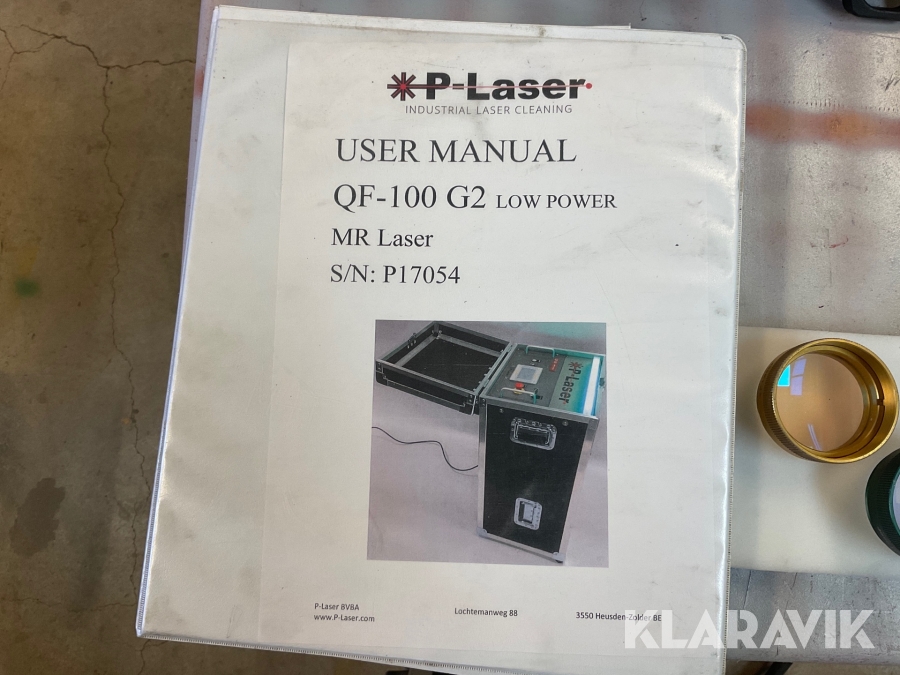 P-Laser
INDUSTRIAL LASER CLEANING
USER MANUAL
QF-100 G2 LOW POWER
MR Laser
S/N: P17054
P-Laser
P-Laser BVBA
www.P-Laser.com
Lochtemanweg 88
3550 Heusden-Zolder BE
KLARAVIK